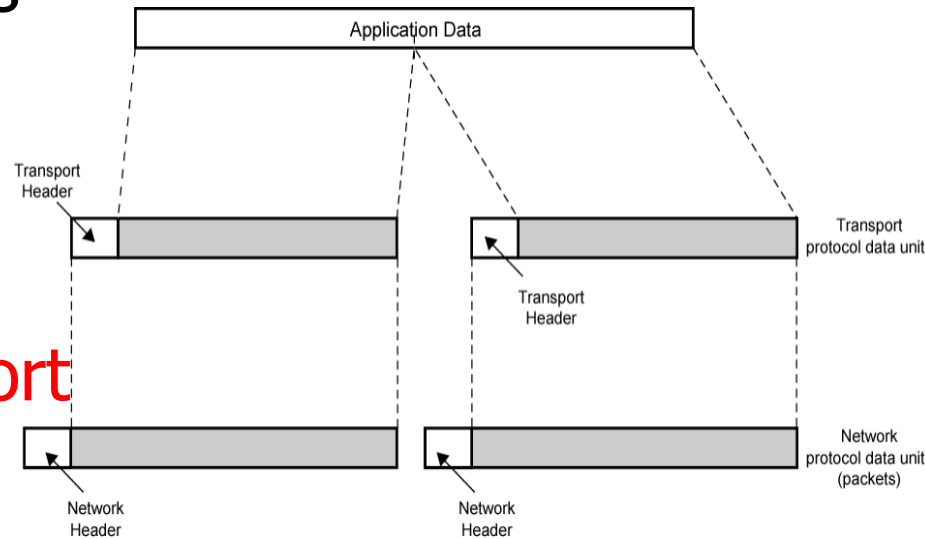 Application Data
Transport
Header
Transport
protocol data unit
Transport
Header
ort
Network
protocol data unit
(packets)
Network
Header
Network
Header